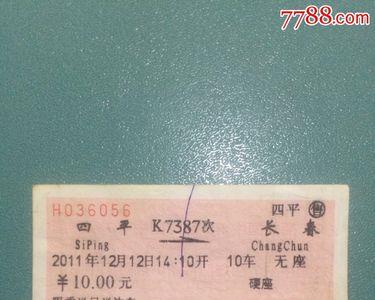 7788.com
H036056 四平 售
四平 K7387次 长春
SiPing ChangChun
2011年12月12日14:10开 10车 无座
¥10.00元 硬座